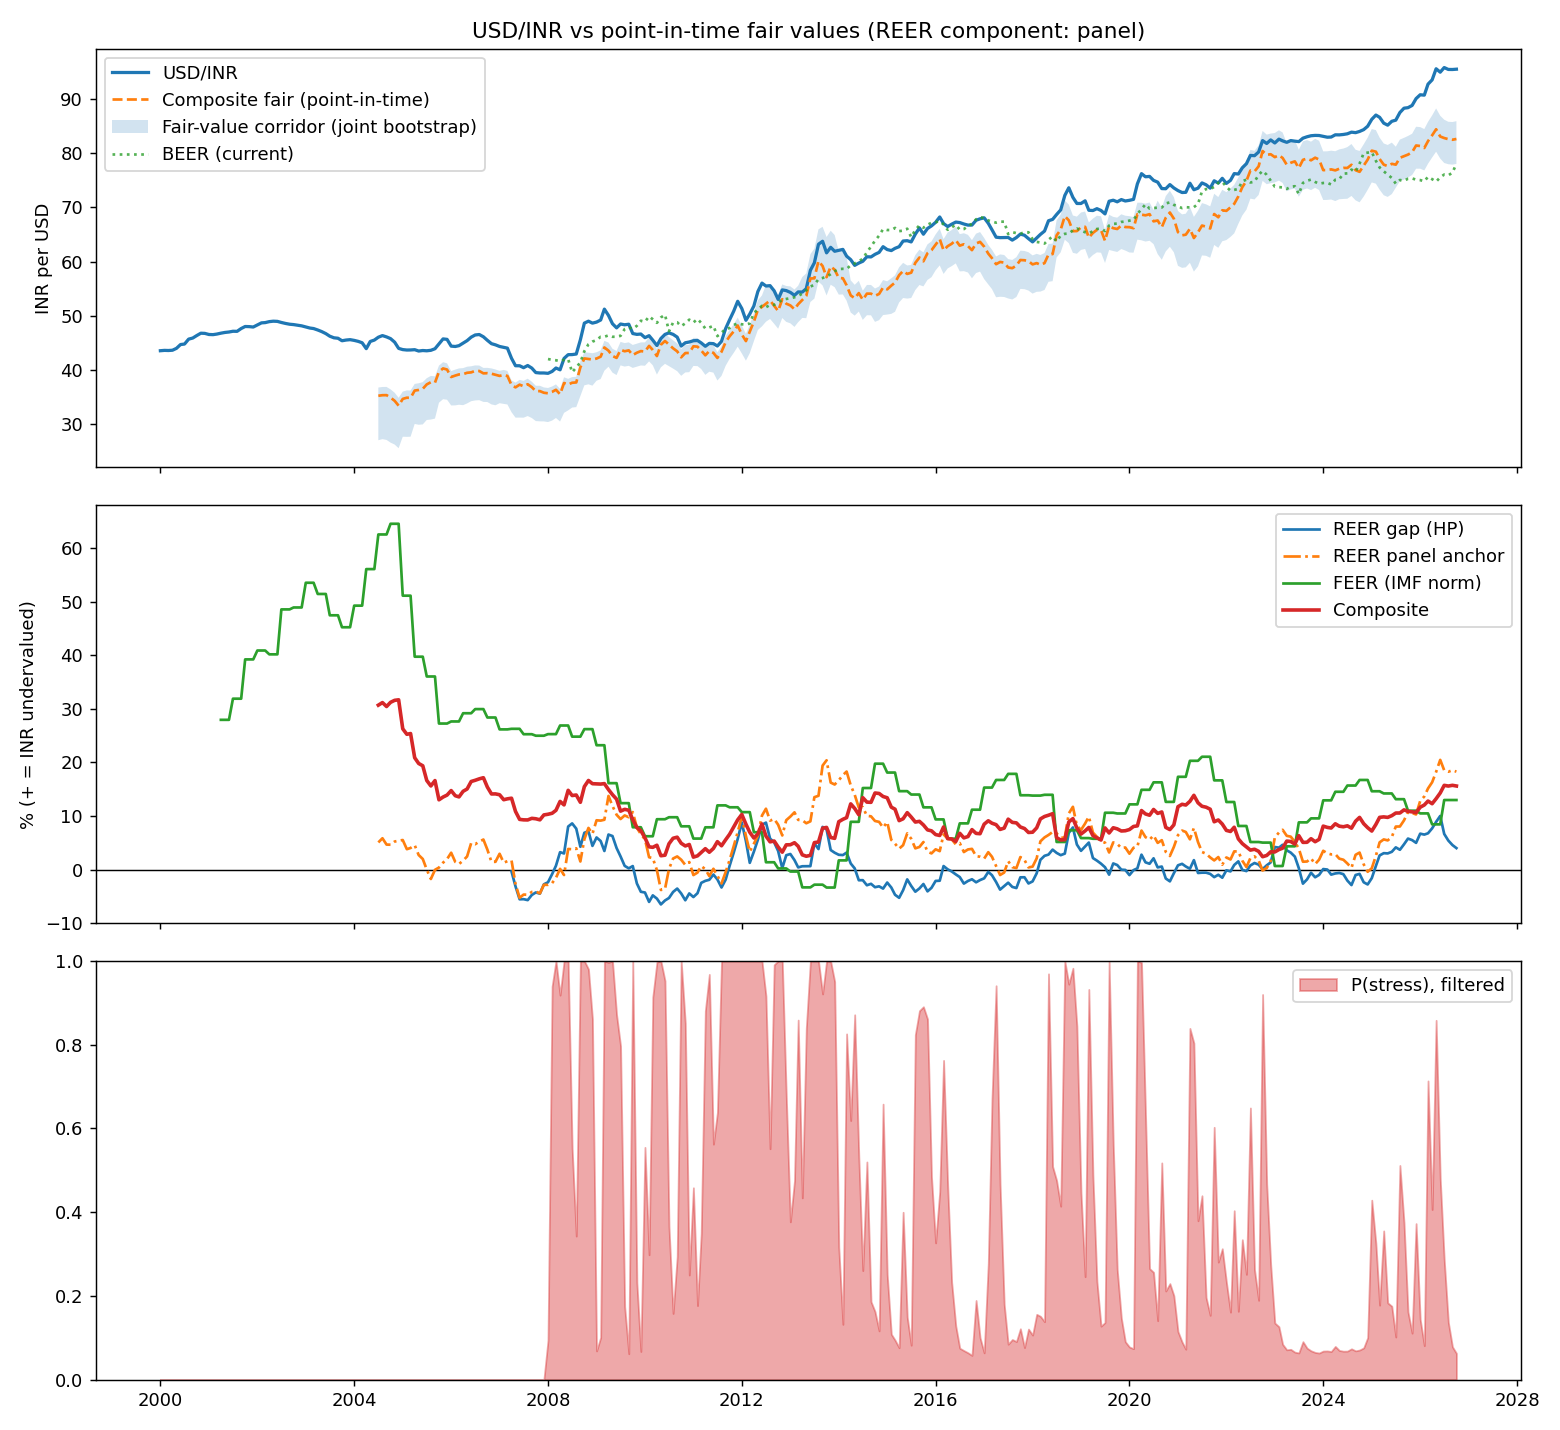 USD/INR vs point-in-time fair values (REER component: panel)
USD/INR
Composite fair (point-in-time)
Fair-value corridor (joint bootstrap)
BEER (current)
INR per USD
90
80
70
60
50
40
30
REER gap (HP)
REER panel anchor
FEER (IMF norm)
Composite
% (+ = INR undervalued)
60
50
40
30
20
10
0
−10
P(stress), filtered
1.0
0.8
0.6
0.4
0.2
0.0
2000 2004 2008 2012 2016 2020 2024 2028